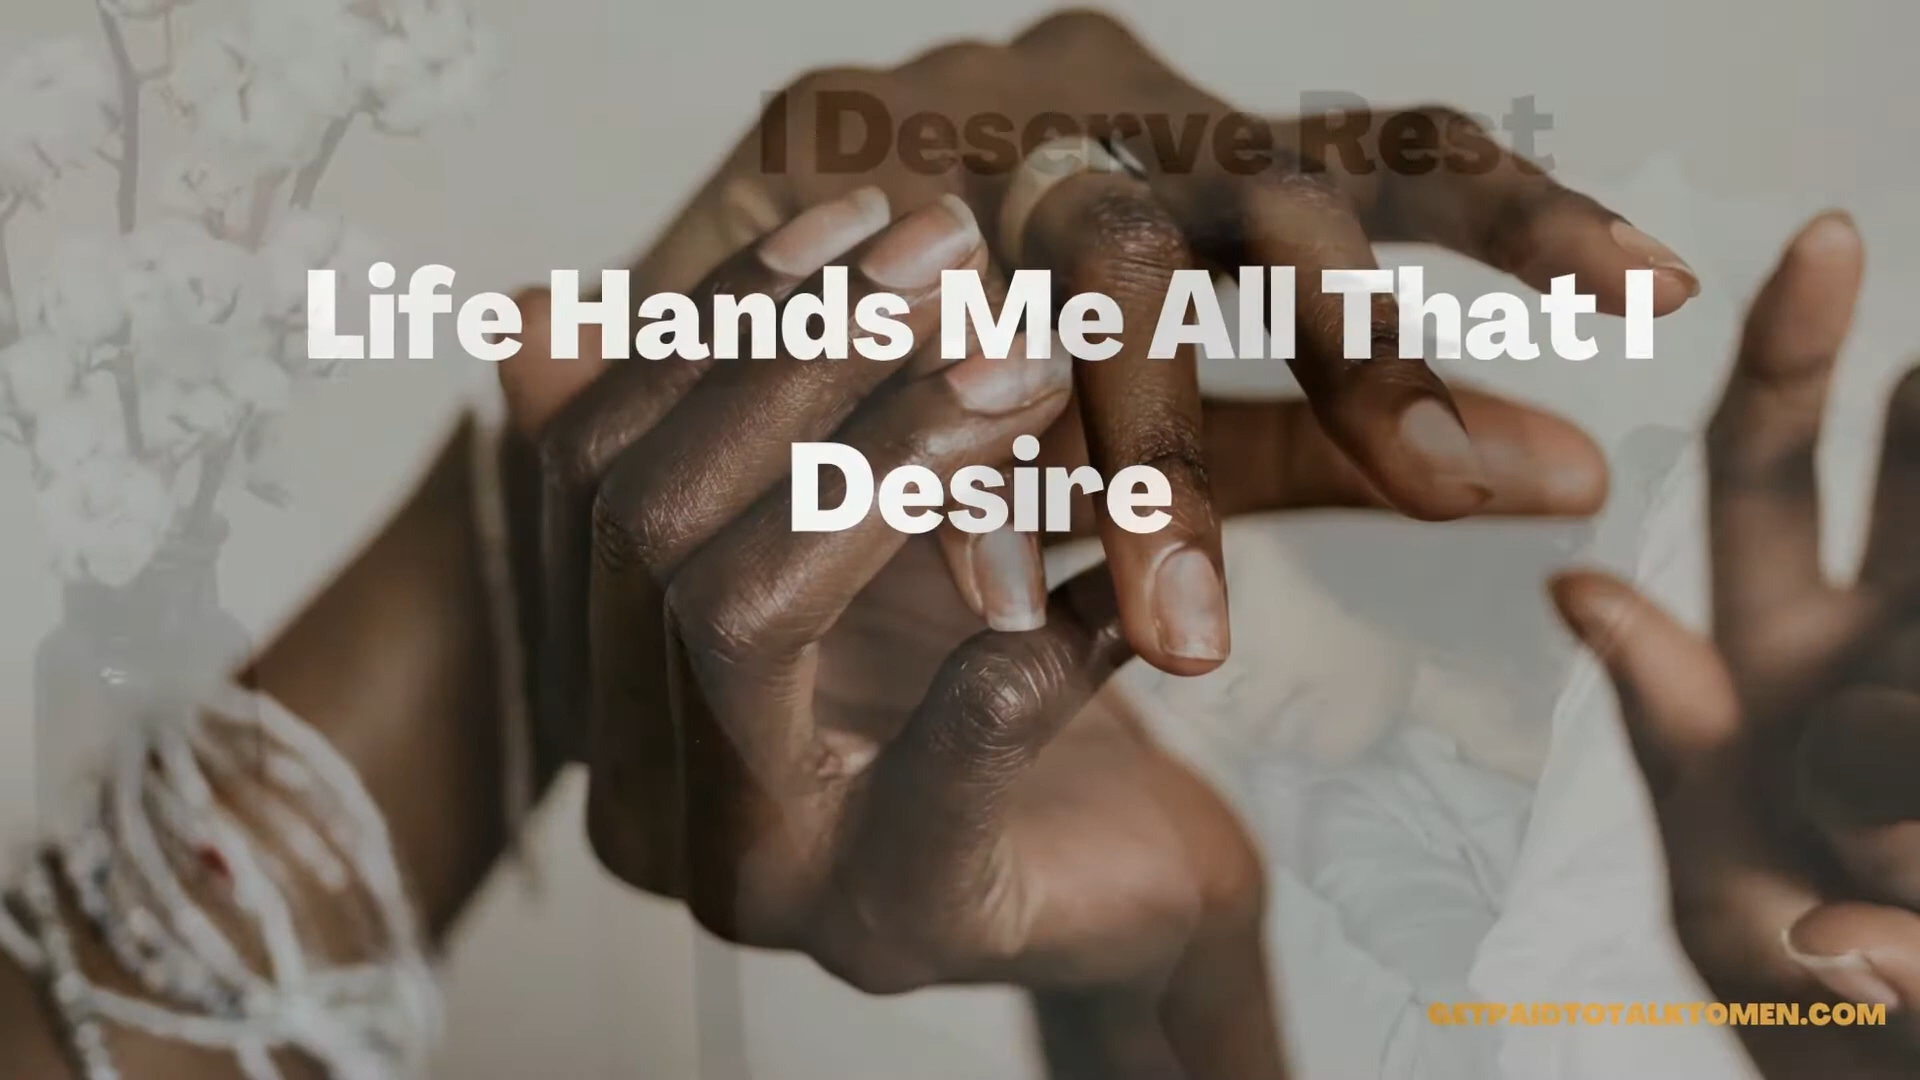 I Deserve Rest
Life Hands Me All That I
Desire
GETPAIDTOTALKTOMEN.COM